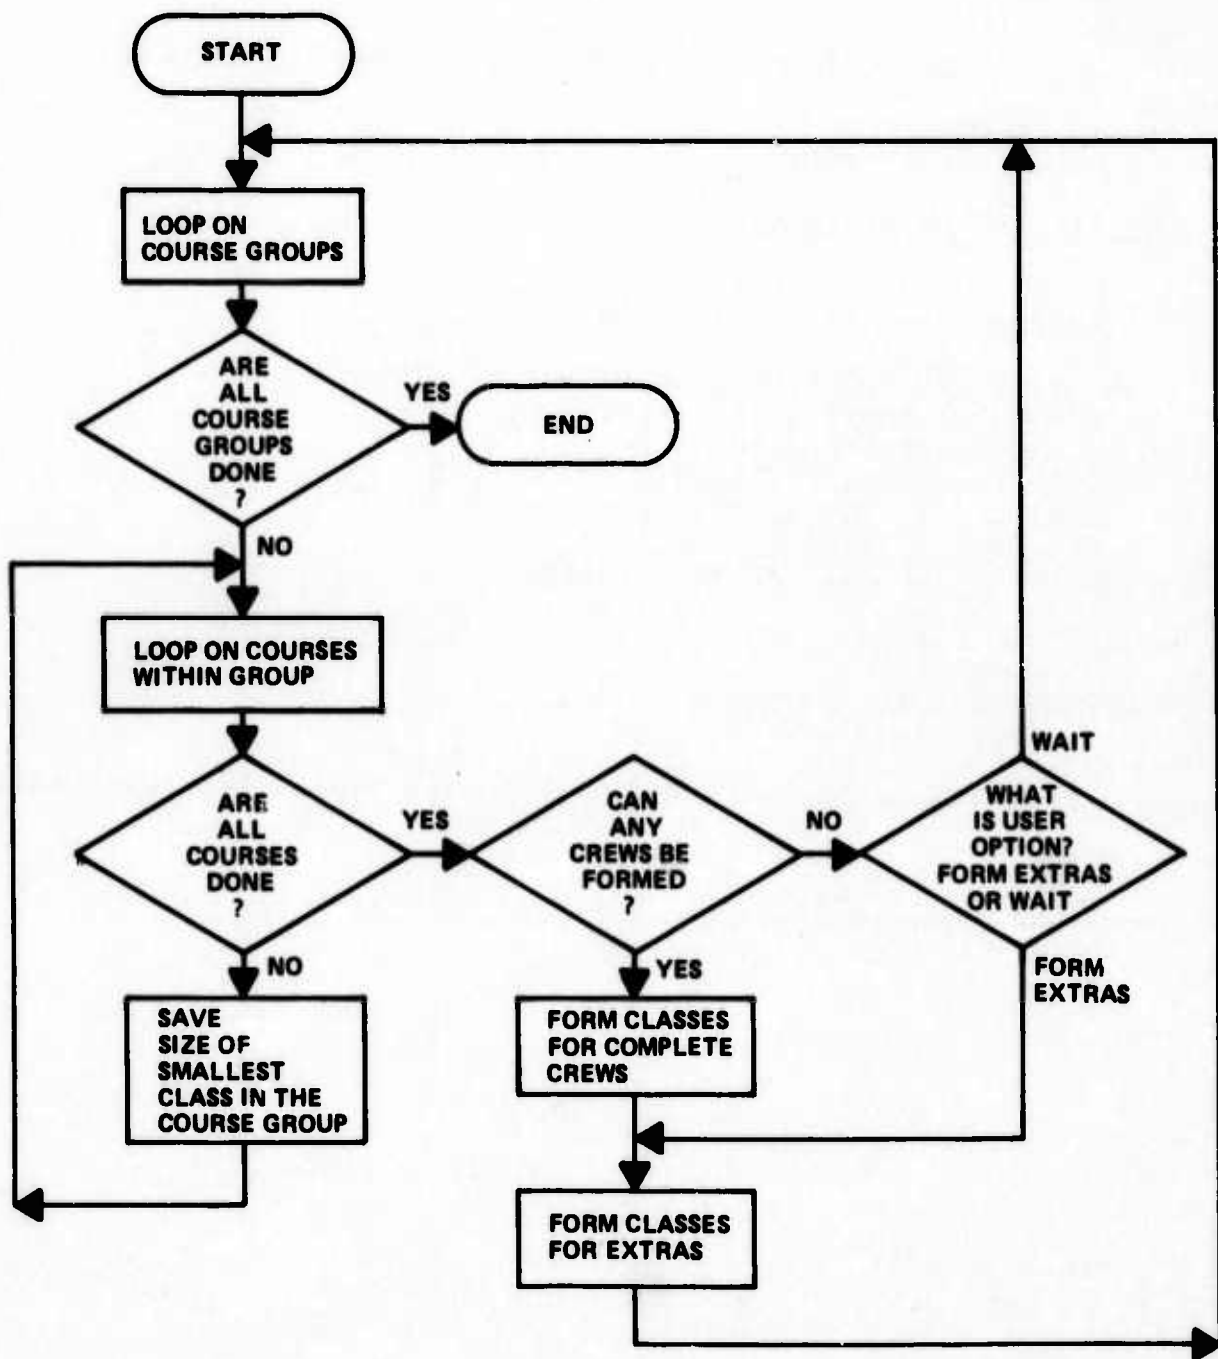 START
LOOP ON
COURSE GROUPS
ARE
ALL
COURSE
GROUPS
DONE
?
YES
END
NO
LOOP ON COURSES
WITHIN GROUP
ARE
ALL
COURSES
DONE
?
YES
CAN
ANY
CREWS BE
FORMED
?
NO
WAIT
WHAT
IS USER
OPTION?
FORM EXTRAS
OR WAIT
NO
SAVE
SIZE OF
SMALLEST
CLASS IN THE
COURSE GROUP
YES
FORM CLASSES
FOR COMPLETE
CREWS
FORM
EXTRAS
FORM CLASSES
FOR EXTRAS